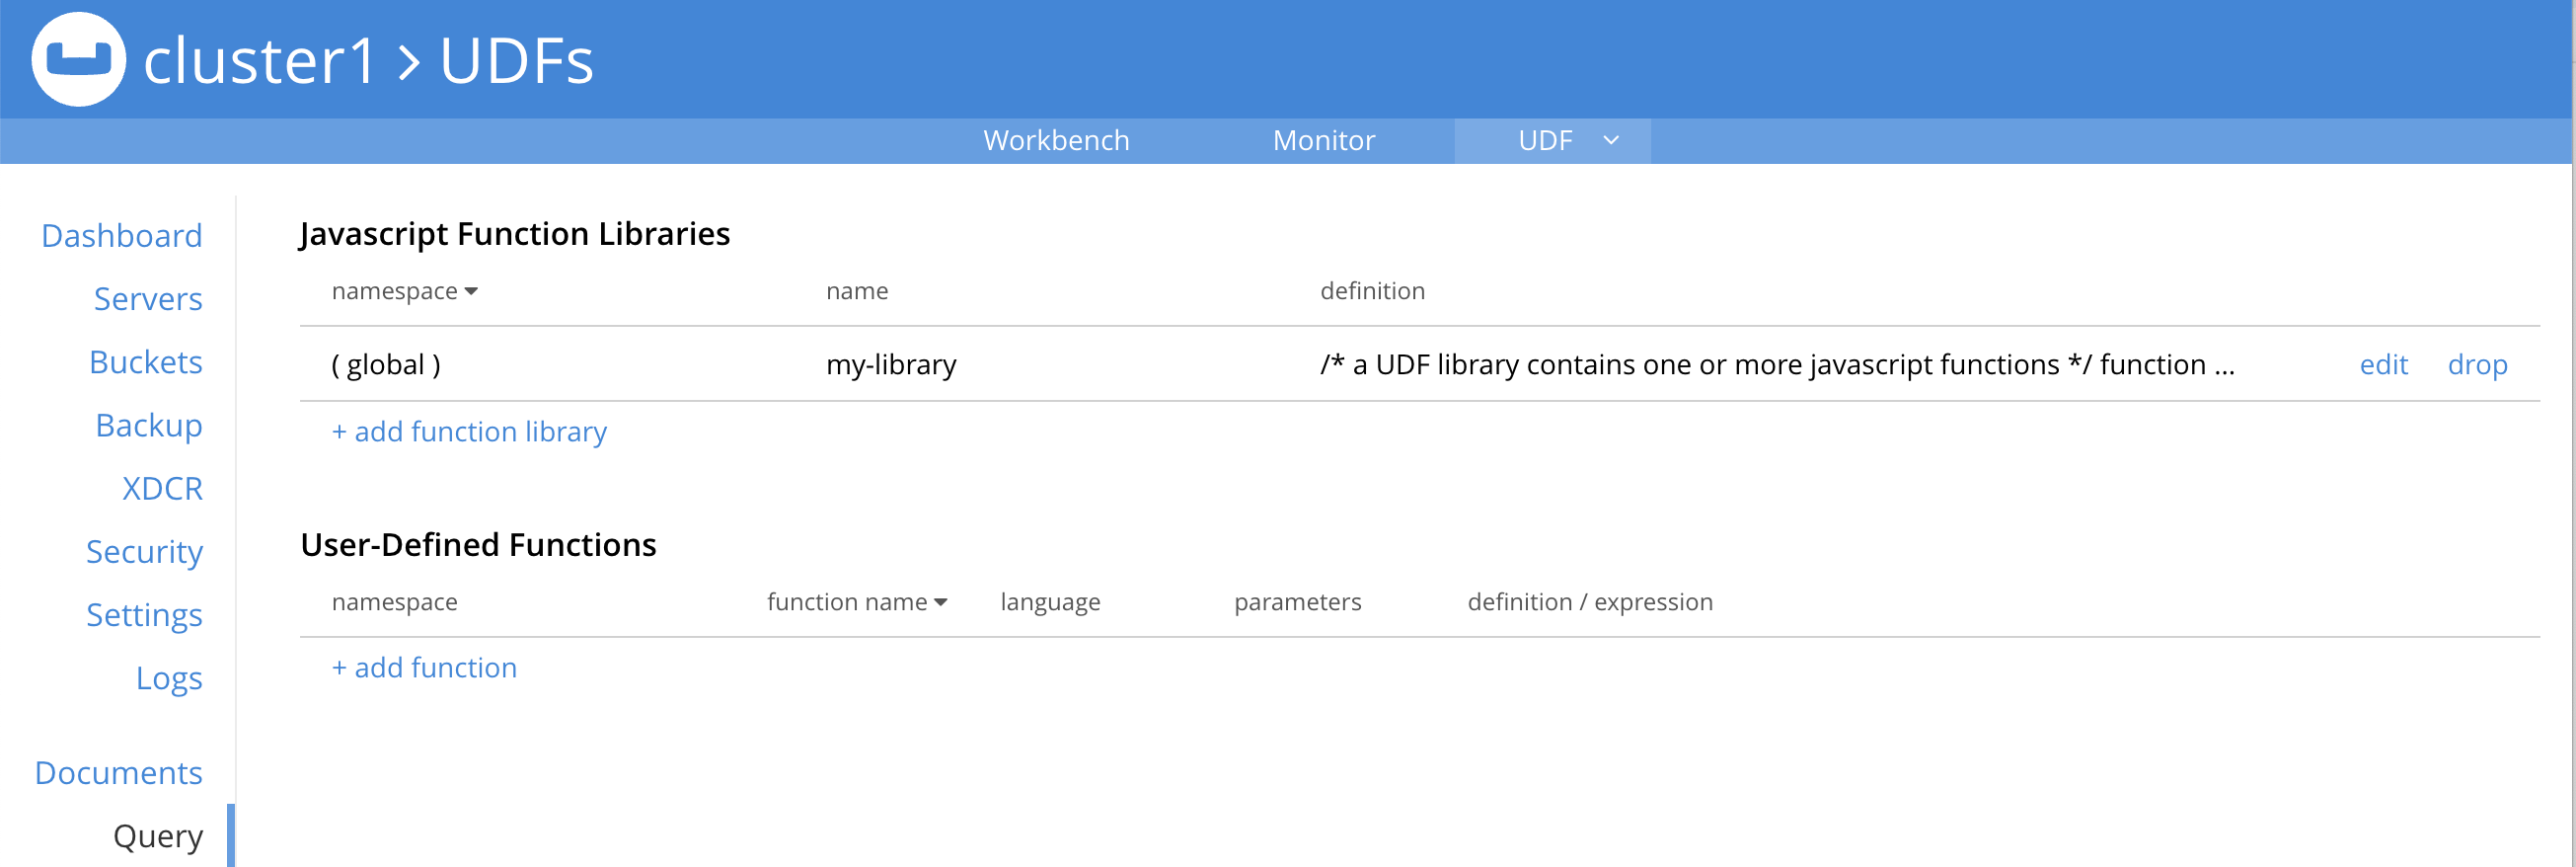 cluster1 > UDFs
Workbench Monitor UDF
Dashboard
Servers
Buckets
Backup
XDCR
Security
Settings
Logs
Documents
Query
Javascript Function Libraries
namespace name definition
( global ) my-library /* a UDF library contains one or more javascript functions */ function ... edit drop
+ add function library
User-Defined Functions
namespace function name language parameters definition / expression
+ add function